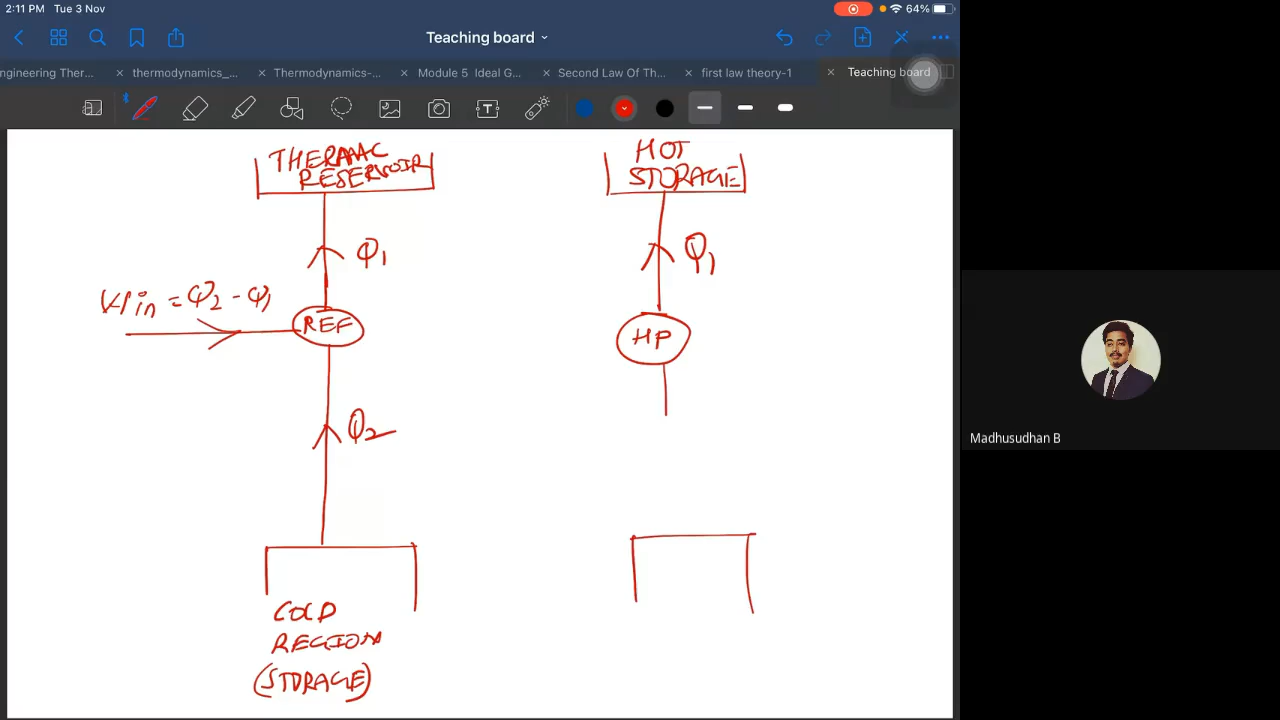 2:11 PM Tue 3 Nov
64%
Teaching board
ngineering Ther...
thermodynamics_...
Thermodynamics-...
Module 5 Ideal G...
Second Law Of Th...
first law theory-1
Teaching board
THERMAL
RESERVOIR
HOT
STORAGE
Q1
Q1
Win = Q2 - Q1
REF
HP
Q2
COLD
REGION
(STORAGE)
Madhusudhan B